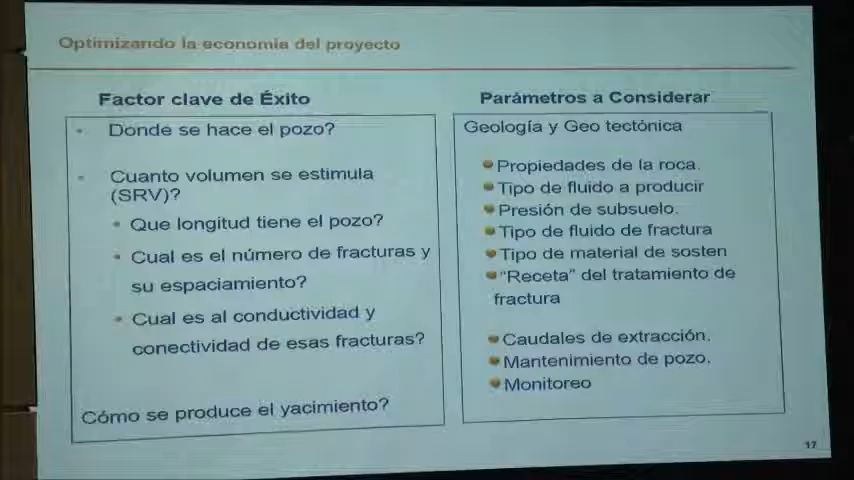 Optimizando la economía del proyecto
Factor clave de Éxito
• Donde se hace el pozo?
• Cuanto volumen se estimula
(SRV)?
• Que longitud tiene el pozo?
• Cual es el número de fracturas y
su espaciamiento?
• Cual es al conductividad y
conectividad de esas fracturas?
Cómo se produce el yacimiento?
Parámetros a Considerar
Geología y Geo tectónica
Propiedades de la roca.
Tipo de fluido a producir
Presión de subsuelo.
Tipo de fluido de fractura
Tipo de material de sosten
"Receta" del tratamiento de
fractura
Caudales de extracción.
Mantenimiento de pozo.
Monitoreo
17